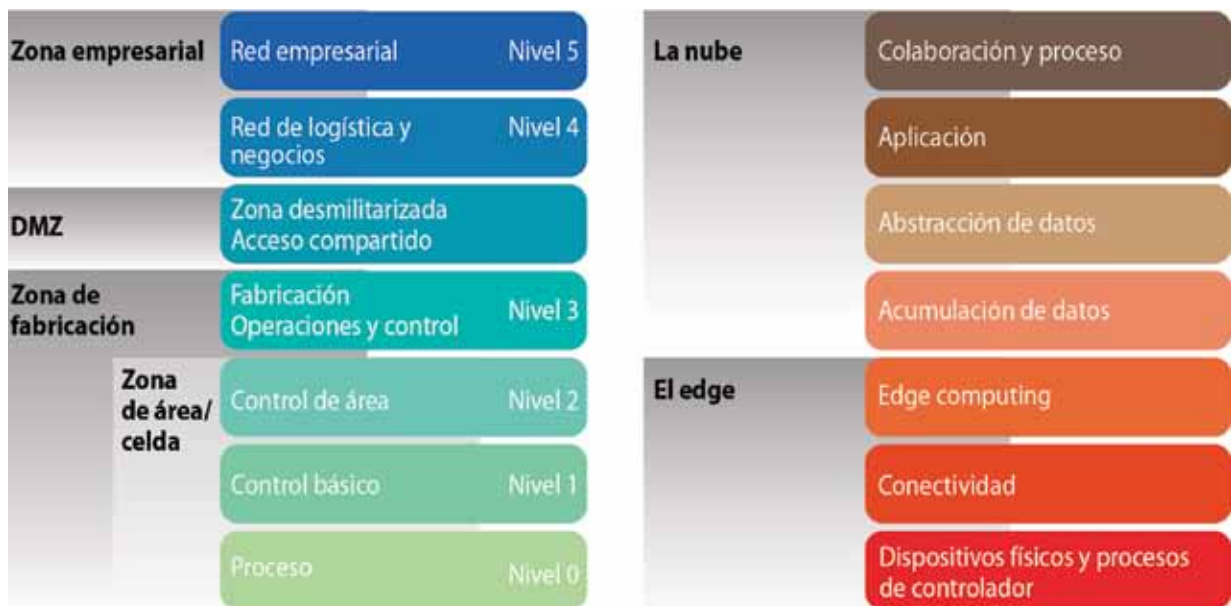 Zona empresarial
Red empresarial Nivel 5
Red de logística y Nivel 4
negocios
DMZ
Zona desmilitarizada
Acceso compartido
Zona de
fabricación
Fabricación
Operaciones y control Nivel 3
Zona
de área/
celda
Control de área Nivel 2
Control básico Nivel 1
Proceso Nivel 0
La nube
Colaboración y proceso
Aplicación
Abstracción de datos
Acumulación de datos
El edge
Edge computing
Conectividad
Dispositivos físicos y procesos
de controlador